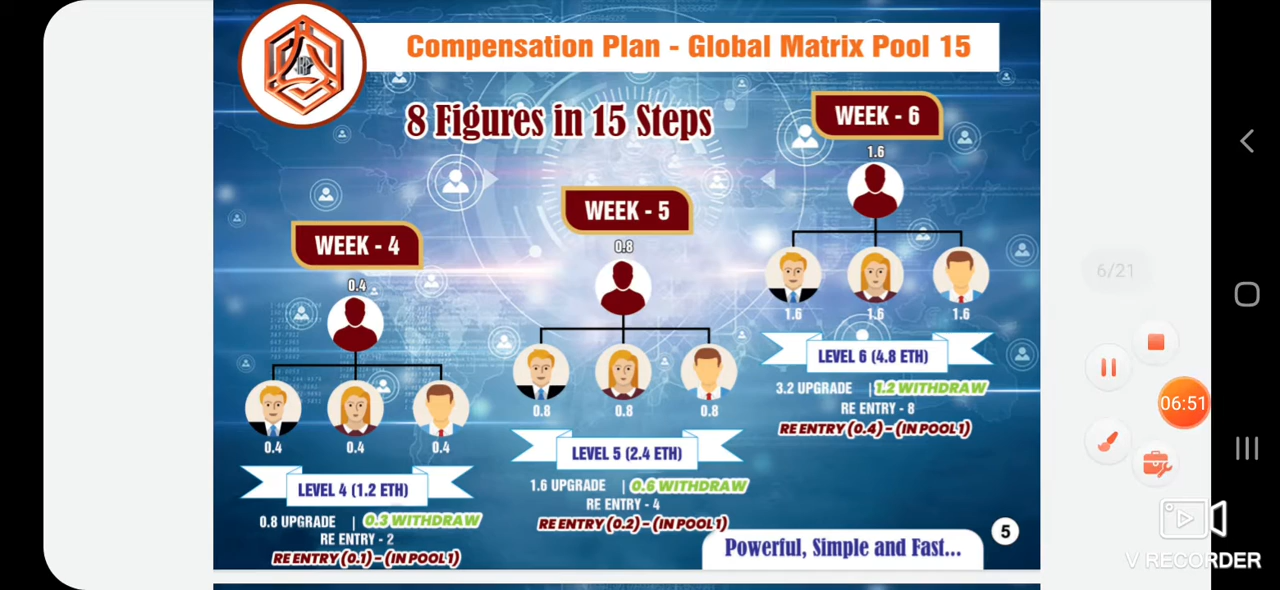 Compensation Plan - Global Matrix Pool 15
8 Figures in 15 Steps
WEEK - 4
0.4
0.4 0.4 0.4
LEVEL 4 (1.2 ETH)
0.8 UPGRADE | 0.3 WITHDRAW
RE ENTRY - 2
RE ENTRY (0.1) - (IN POOL 1)
WEEK - 5
0.8
0.8 0.8 0.8
LEVEL 5 (2.4 ETH)
1.6 UPGRADE | 0.6 WITHDRAW
RE ENTRY - 4
RE ENTRY (0.2) - (IN POOL 1)
WEEK - 6
1.6
1.6 1.6 1.6
LEVEL 6 (4.8 ETH)
3.2 UPGRADE | 1.2 WITHDRAW
RE ENTRY - 8
RE ENTRY (0.4) - (IN POOL 1)
Powerful, Simple and Fast...
5
6/21
06:51
V RECORDER